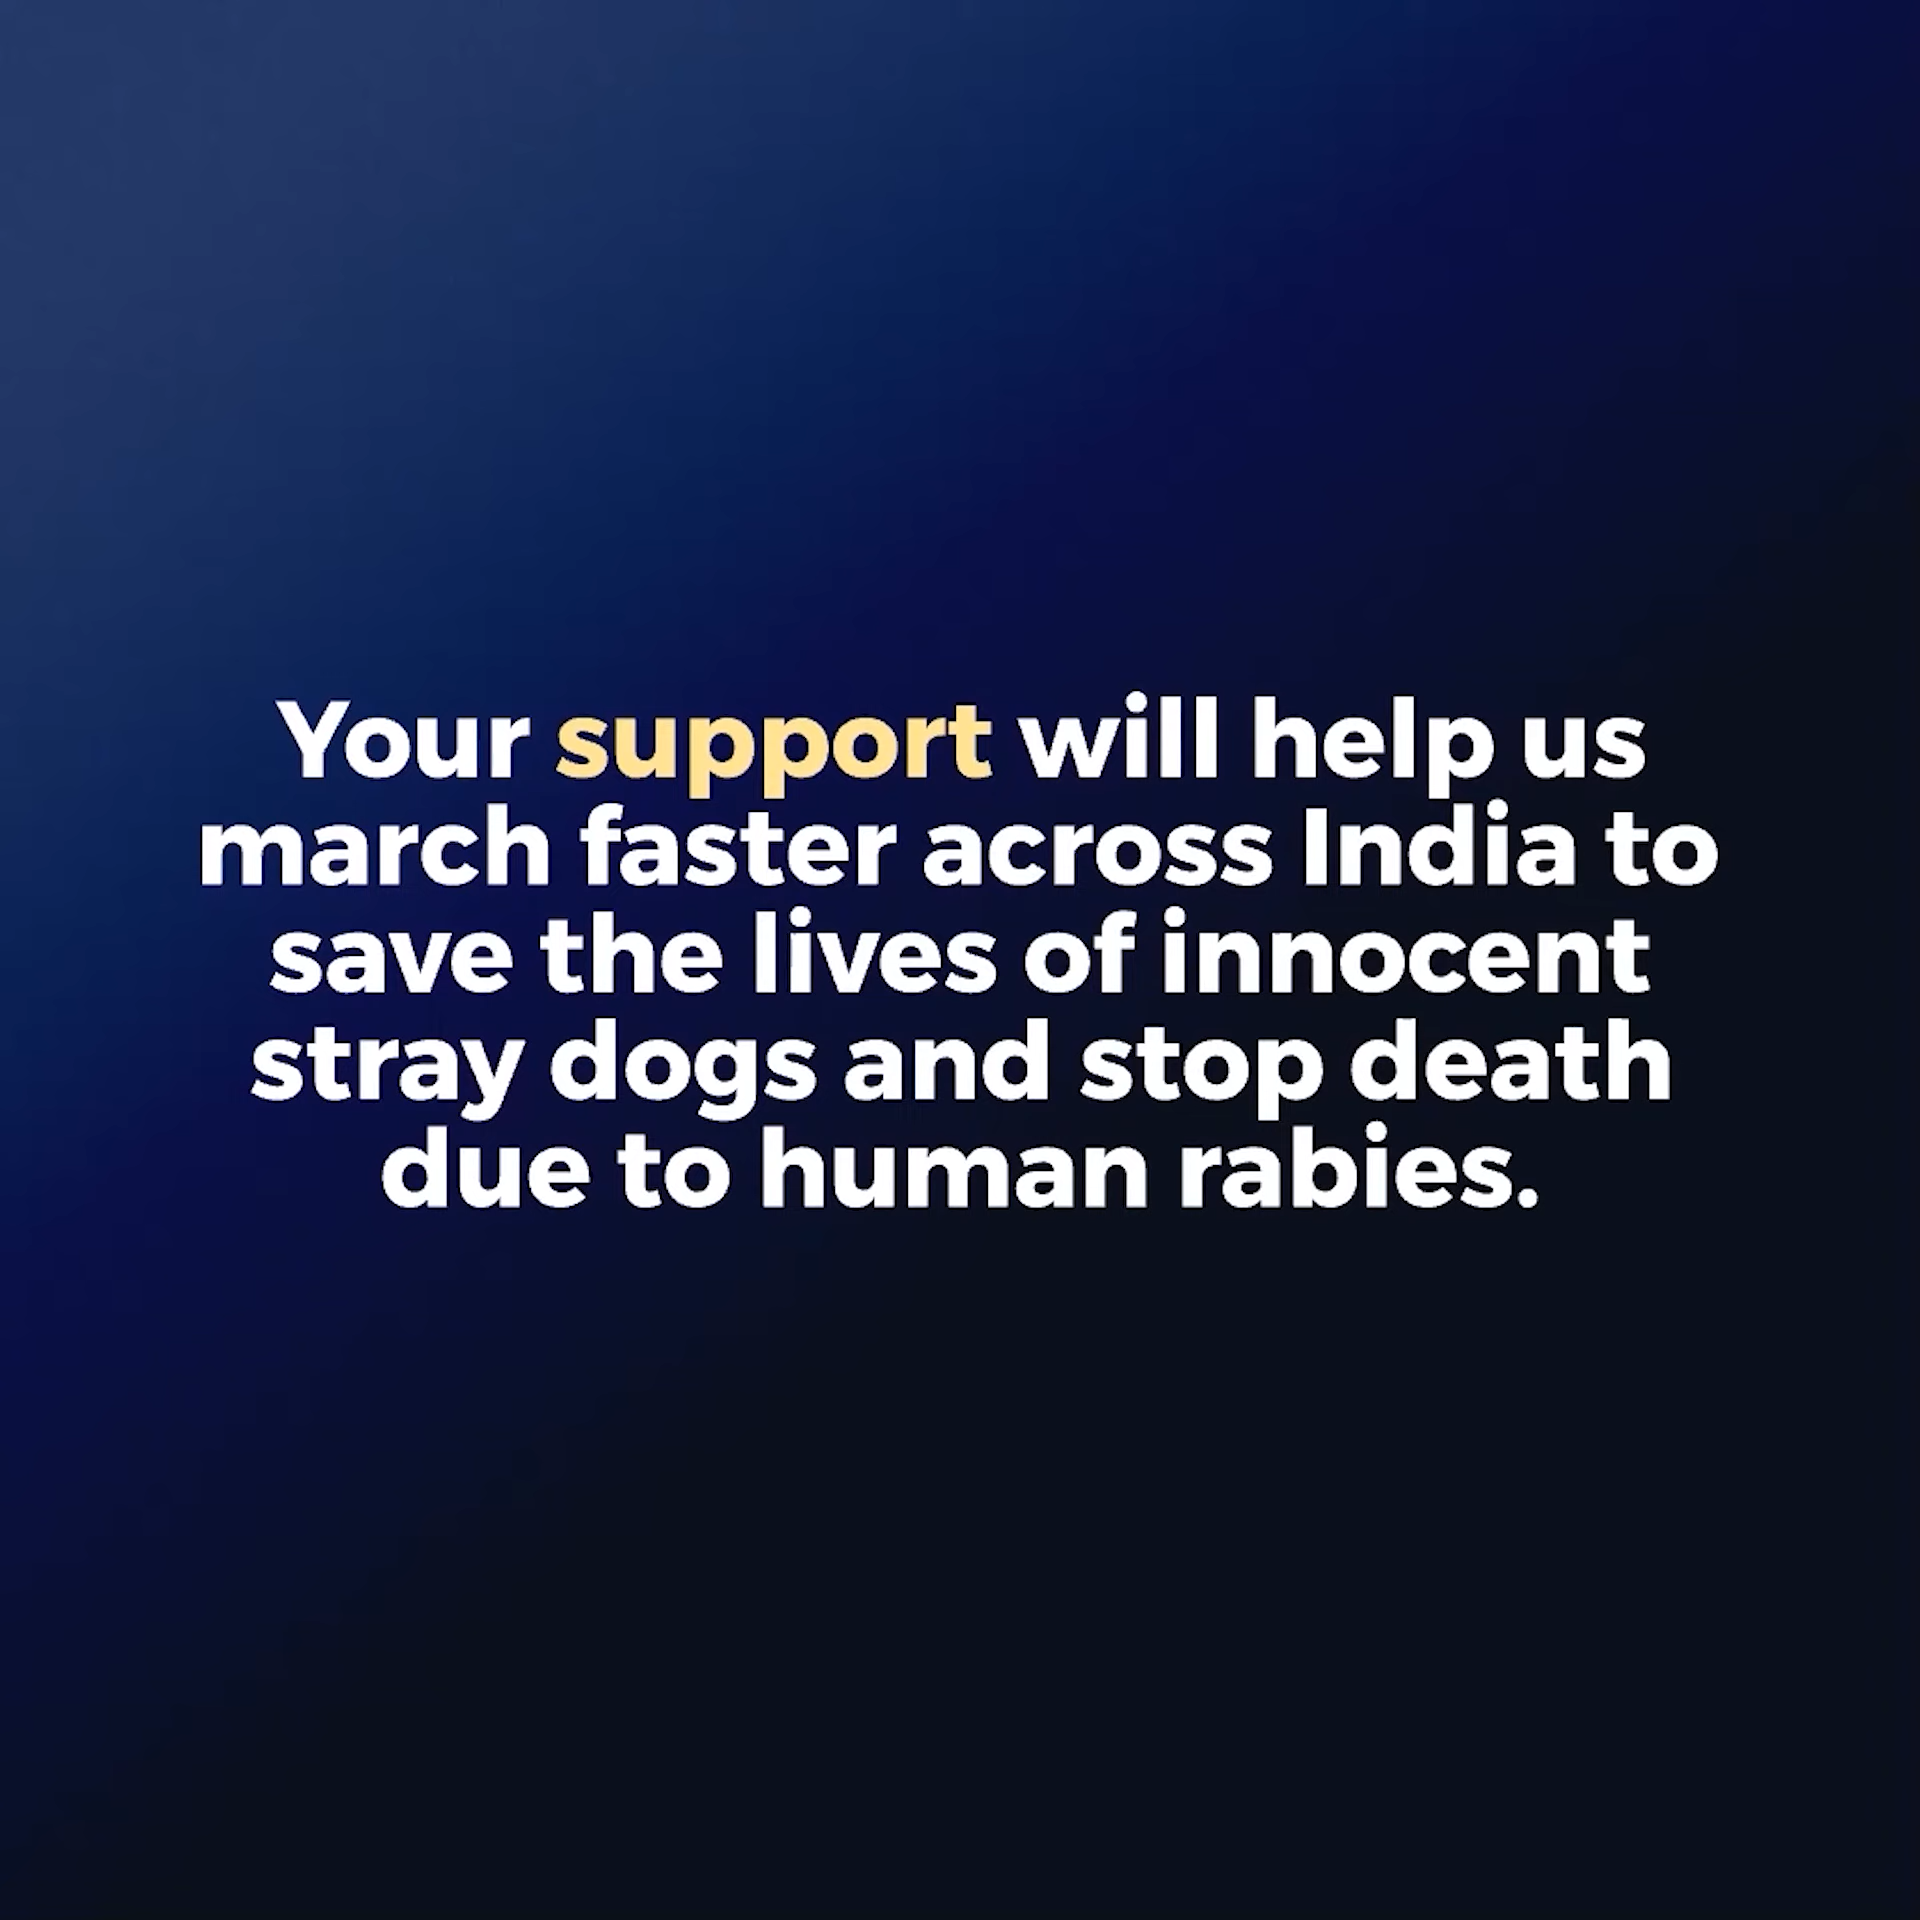 Your support will help us
march faster across India to
save the lives of innocent
stray dogs and stop death
due to human rabies.